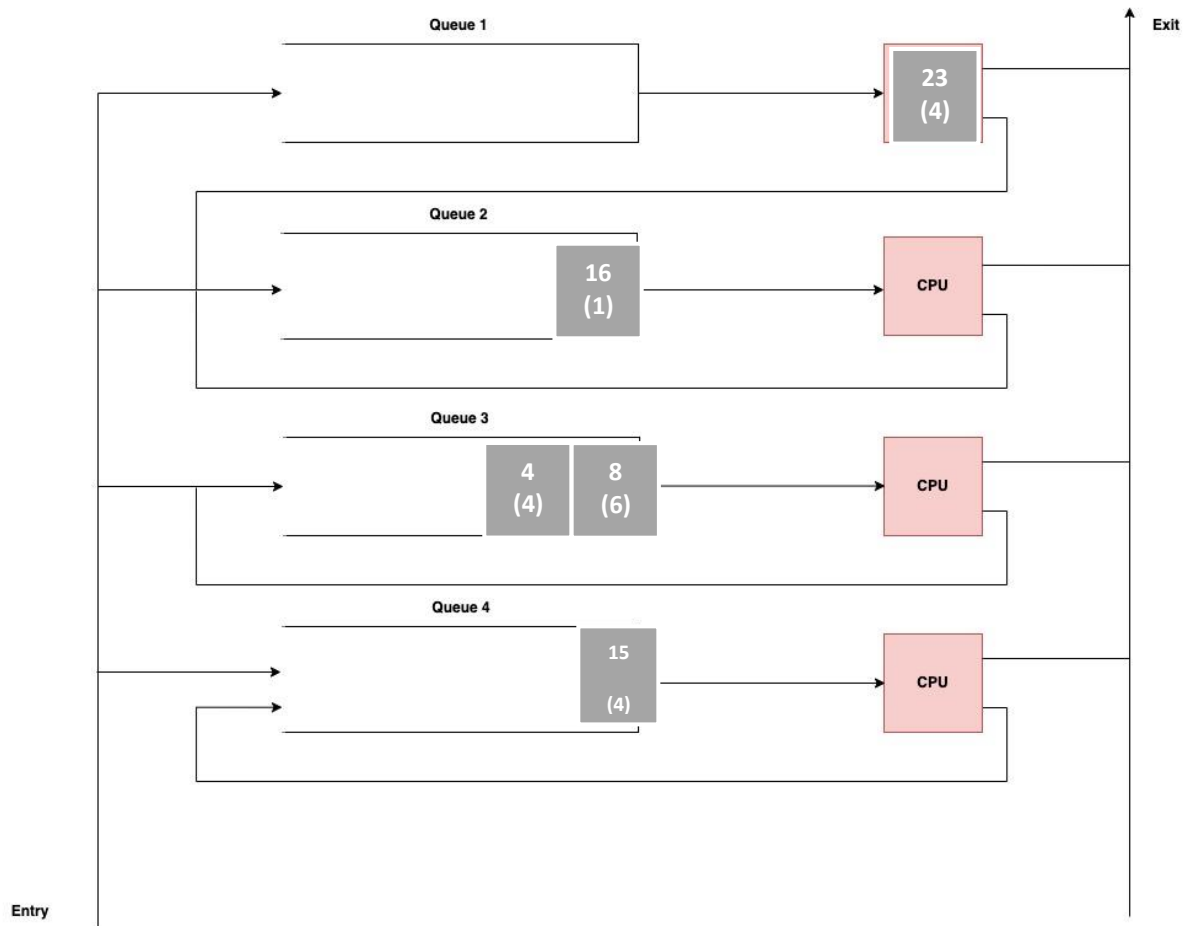 Queue 1
Exit
23
(4)
Queue 2
16
(1)
CPU
Queue 3
4
(4)
8
(6)
CPU
Queue 4
15
(4)
CPU
Entry